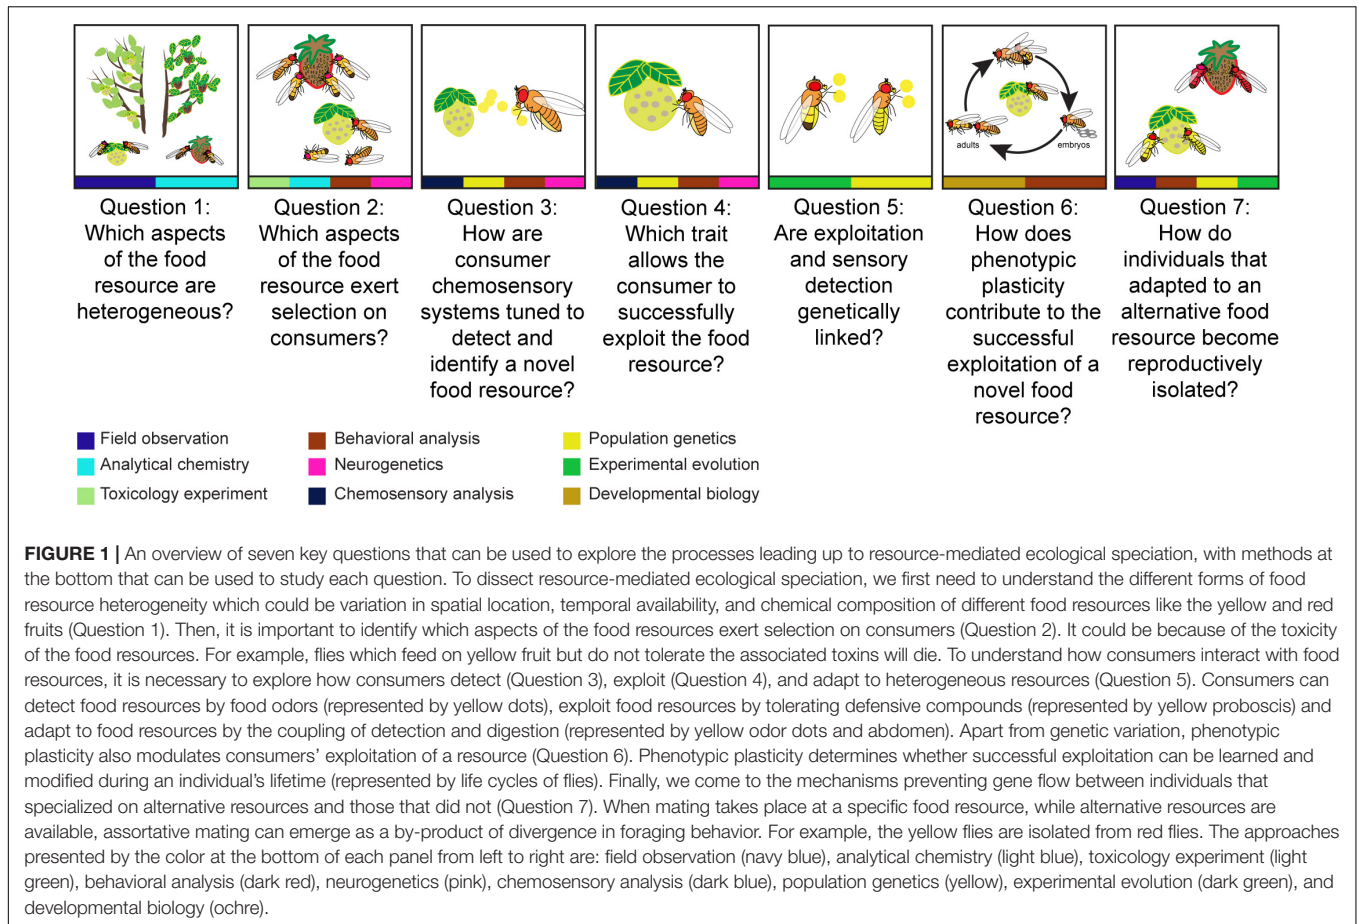 adults
embryos
Question 1:
Which aspects
of the food
resource are
heterogeneous?
Question 2:
Which aspects
of the food
resource exert
selection on
consumers?
Question 3:
How are
consumer
chemosensory
systems tuned to
detect and
identify a novel
food resource?
Question 4:
Which trait
allows the
consumer to
successfully
exploit the food
resource?
Question 5:
Are exploitation
and sensory
detection
genetically
linked?
Question 6:
How does
phenotypic
plasticity
contribute to the
successful
exploitation of a
novel food
resource?
Question 7:
How do
individuals that
adapted to an
alternative food
resource become
reproductively
isolated?
Field observation
Analytical chemistry
Toxicology experiment
Behavioral analysis
Neurogenetics
Chemosensory analysis
Population genetics
Experimental evolution
Developmental biology
FIGURE 1 | An overview of seven key questions that can be used to explore the processes leading up to resource-mediated ecological speciation, with methods at
the bottom that can be used to study each question. To dissect resource-mediated ecological speciation, we first need to understand the different forms of food
resource heterogeneity which could be variation in spatial location, temporal availability, and chemical composition of different food resources like the yellow and red
fruits (Question 1). Then, it is important to identify which aspects of the food resources exert selection on consumers (Question 2). It could be because of the toxicity
of the food resources. For example, flies which feed on yellow fruit but do not tolerate the associated toxins will die. To understand how consumers interact with food
resources, it is necessary to explore how consumers detect (Question 3), exploit (Question 4), and adapt to heterogeneous resources (Question 5). Consumers can
detect food resources by food odors (represented by yellow dots), exploit food resources by tolerating defensive compounds (represented by yellow proboscis) and
adapt to food resources by the coupling of detection and digestion (represented by yellow odor dots and abdomen). Apart from genetic variation, phenotypic
plasticity also modulates consumers' exploitation of a resource (Question 6). Phenotypic plasticity determines whether successful exploitation can be learned and
modified during an individual's lifetime (represented by life cycles of flies). Finally, we come to the mechanisms preventing gene flow between individuals that
specialized on alternative resources and those that did not (Question 7). When mating takes place at a specific food resource, while alternative resources are
available, assortative mating can emerge as a by-product of divergence in foraging behavior. For example, the yellow flies are isolated from red flies. The approaches
presented by the color at the bottom of each panel from left to right are: field observation (navy blue), analytical chemistry (light blue), toxicology experiment (light
green), behavioral analysis (dark red), neurogenetics (pink), chemosensory analysis (dark blue), population genetics (yellow), experimental evolution (dark green), and
developmental biology (ochre).